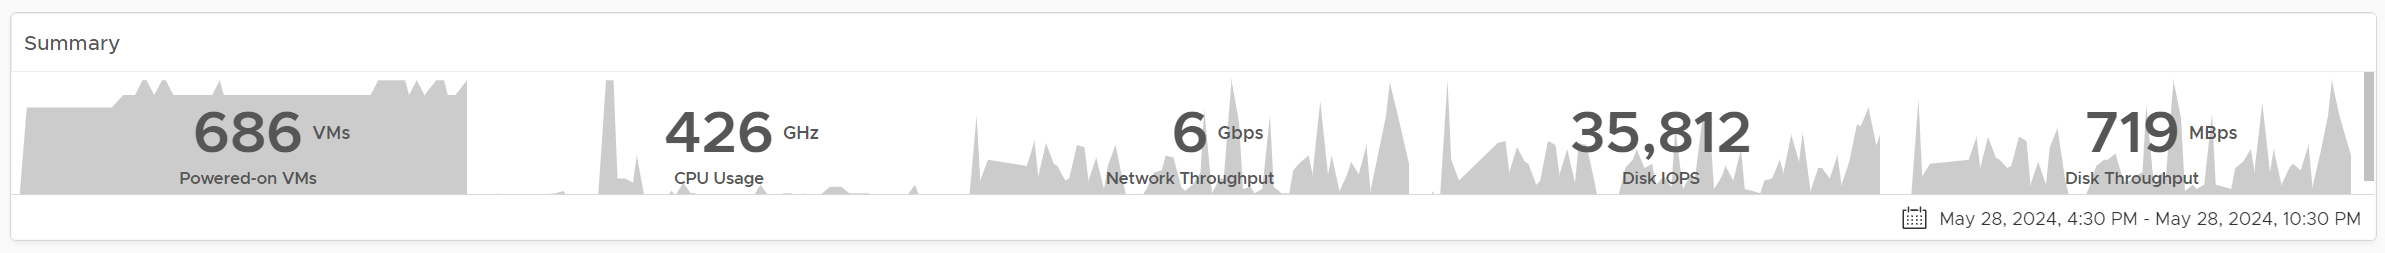 Summary
686 VMs
Powered-on VMs
426 GHz
CPU Usage
6 Gbps
Network Throughput
35,812
Disk IOPS
719 MBps
Disk Throughput
May 28, 2024, 4:30 PM - May 28, 2024, 10:30 PM